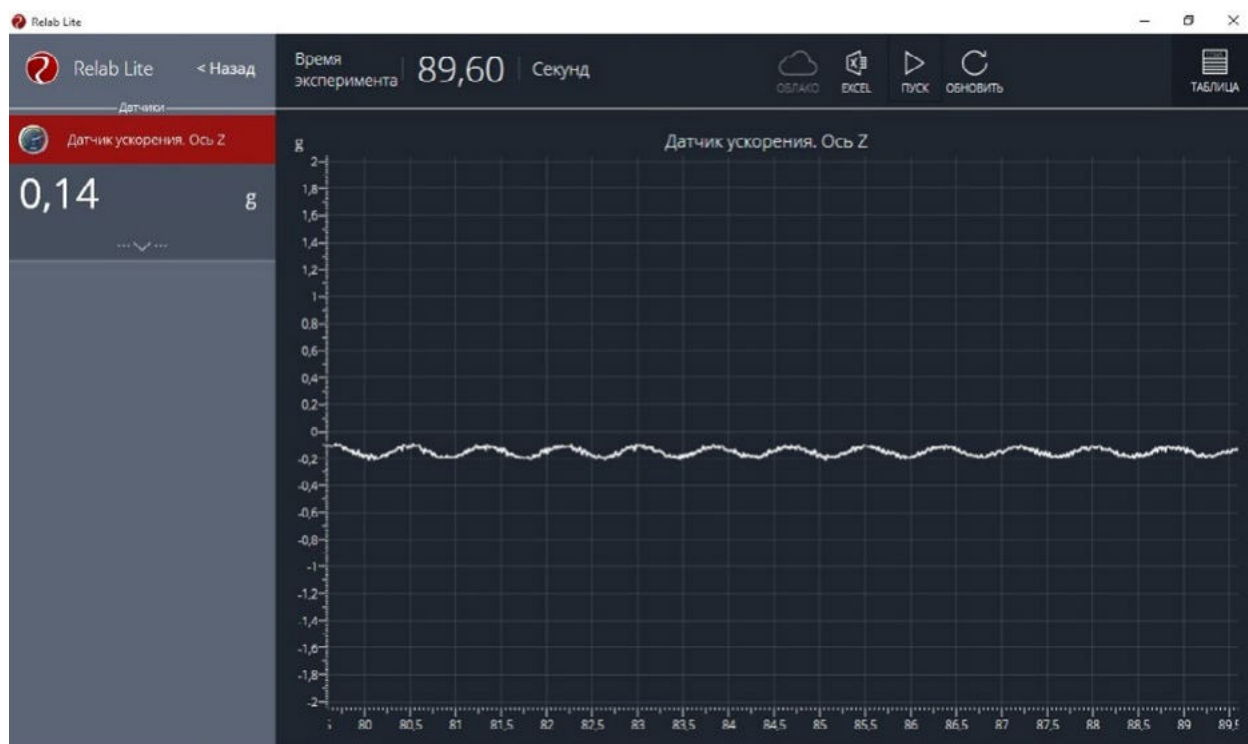 Relab Lite
Relab Lite < Назад
Время эксперимента 89,60 Секунд
ОБЛАКО EXCEL ПУСК ОБНОВИТЬ ТАБЛИЦА
Датчики
Датчик ускорения. Ось Z
0,14 g
g
Датчик ускорения. Ось Z
2
1,8
1,6
1,4
1,2
1
0,8
0,6
0,4
0,2
0
-0,2
-0,4
-0,6
-0,8
-1
-1,2
-1,4
-1,6
-1,8
-2
80 80,5 81 81,5 82 82,5 83 83,5 84 84,5 85 85,5 86 86,5 87 87,5 88 88,5 89